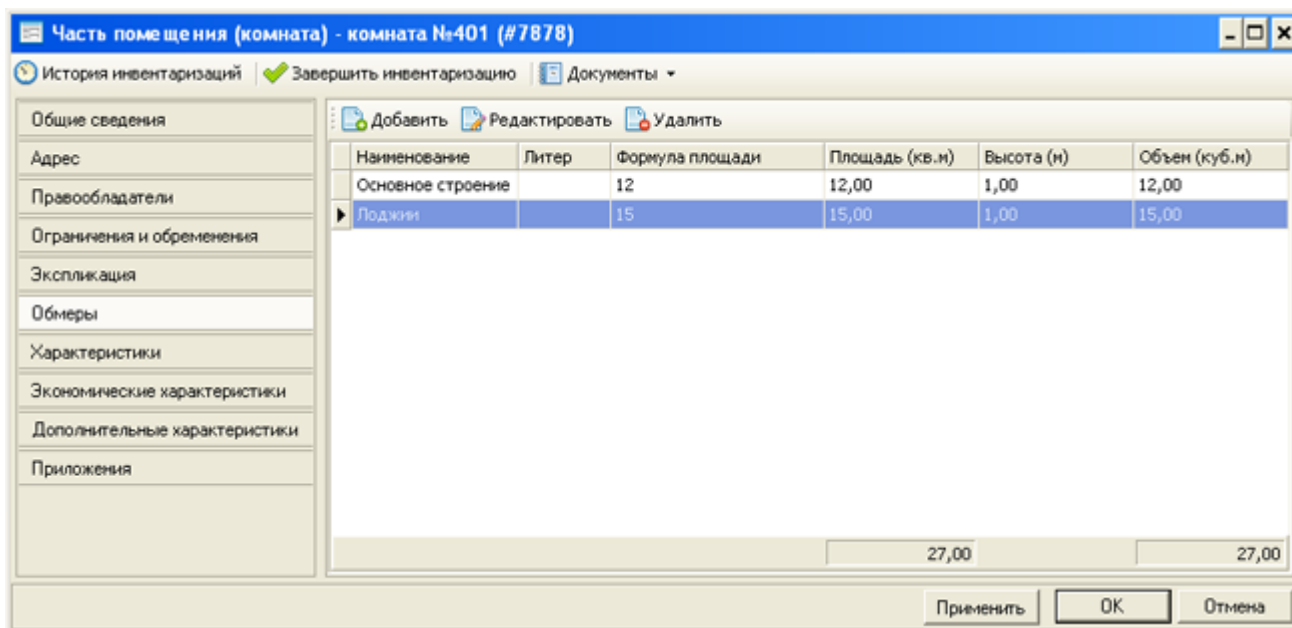 Часть помещения (комната) - комната №401 (#7878)
История инвентаризаций Завершить инвентаризацию Документы
Общие сведения
Адрес
Правообладатели
Ограничения и обременения
Экспликация
Обмеры
Характеристики
Экономические характеристики
Дополнительные характеристики
Приложения
Добавить Редактировать Удалить
Наименование Литер Формула площади Площадь (кв.м) Высота (м) Объем (куб.м)
Основное строение 12 12,00 1,00 12,00
Лоджии 15 15,00 1,00 15,00
27,00 27,00
Применить OK Отмена